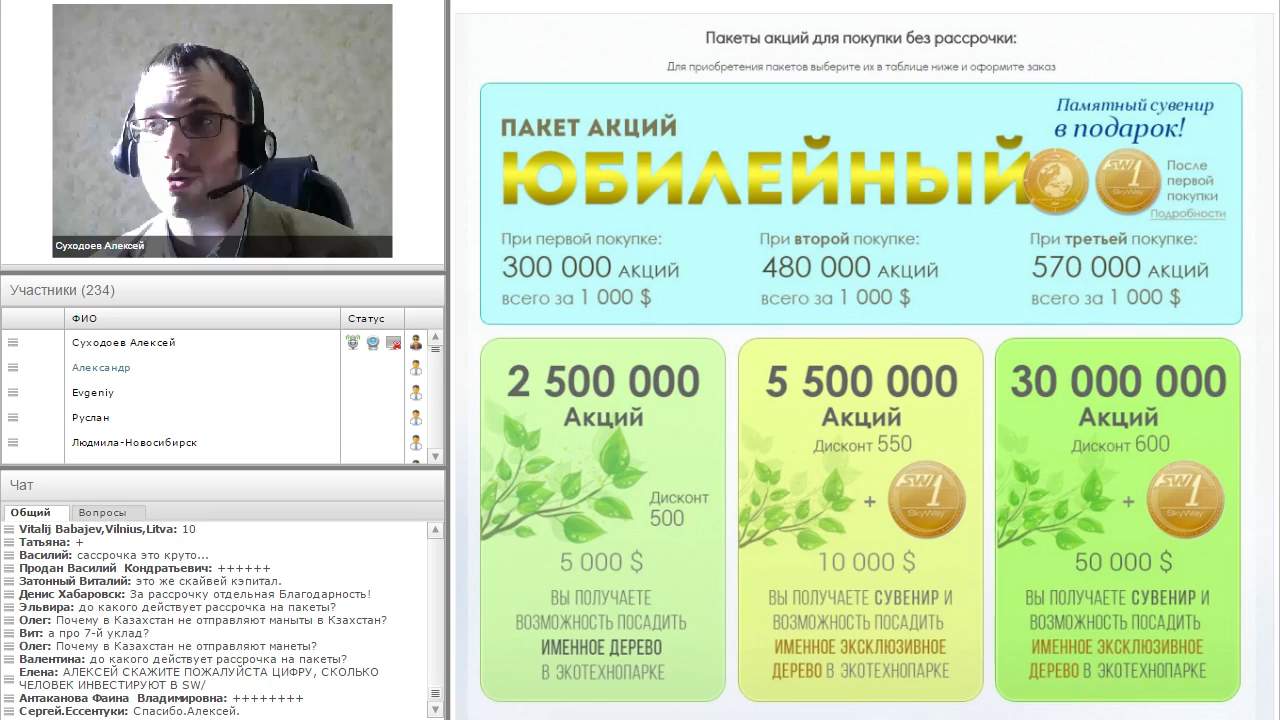 Суходоев Алексей
Участники (234)
ФИО
Статус
Суходоев Алексей
Александр
Evgeniy
Руслан
Людмила-Новосибирск
Чат
Общий
Вопросы
Vitalij Babajev,Vilnius,Litva: 10
Татьяна: +
Василий: сассрочка это круто...
Продан Василий Кондратьевич: ++++++
Затонный Виталий: это же скайвей кэпитал.
Денис Хабаровск: За рассрочку отдельная Благодарность!
Эльвира: до какого действует рассрочка на пакеты?
Олег: Почему в Казахстан не отправляют маныты в Кзахстан?
Вит: а про 7-й уклад?
Олег: Почему в Казахстан не отправляют манеты?
Валентина: до какого действует рассрочка на пакеты?
Елена: АЛЕКСЕЙ СКАЖИТЕ ПОЖАЛУЙСТА ЦИФРУ, СКОЛЬКО
ЧЕЛОВЕК ИНВЕСТИРУЮТ В SW/
Антаканова Фаина Владимировна: ++++++++
Сергей.Ессентуки: Спасибо.Алексей.
Пакеты акций для покупки без рассрочки:
Для приобретения пакетов выберите их в таблице ниже и оформите заказ
ПАКЕТ АКЦИЙ
ЮБИЛЕЙНЫЙ
Памятный сувенир
в подарок!
SW
1
SkyWay
После
первой
покупки
Подробности
При первой покупке:
300 000 АКЦИЙ
всего за 1 000 $
При второй покупке:
480 000 АКЦИЙ
всего за 1 000 $
При третьей покупке:
570 000 АКЦИЙ
всего за 1 000 $
2 500 000
Акций
Дисконт
500
5 000 $
ВЫ ПОЛУЧАЕТЕ
ВОЗМОЖНОСТЬ ПОСАДИТЬ
ИМЕННОЕ ДЕРЕВО
В ЭКОТЕХНОПАРКЕ
5 500 000
Акций
Дисконт 550
+
SW
1
SkyWay
10 000 $
ВЫ ПОЛУЧАЕТЕ СУВЕНИР И
ВОЗМОЖНОСТЬ ПОСАДИТЬ
ИМЕННОЕ ЭКСКЛЮЗИВНОЕ
ДЕРЕВО В ЭКОТЕХНОПАРКЕ
30 000 000
Акций
Дисконт 600
+
SW
1
SkyWay
50 000 $
ВЫ ПОЛУЧАЕТЕ СУВЕНИР И
ВОЗМОЖНОСТЬ ПОСАДИТЬ
ИМЕННОЕ ЭКСКЛЮЗИВНОЕ
ДЕРЕВО В ЭКОТЕХНОПАРКЕ